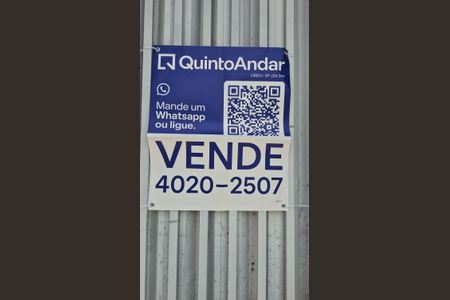 QuintoAndar
Mande um
Whatsapp
ou ligue.
VENDE
4020-2507